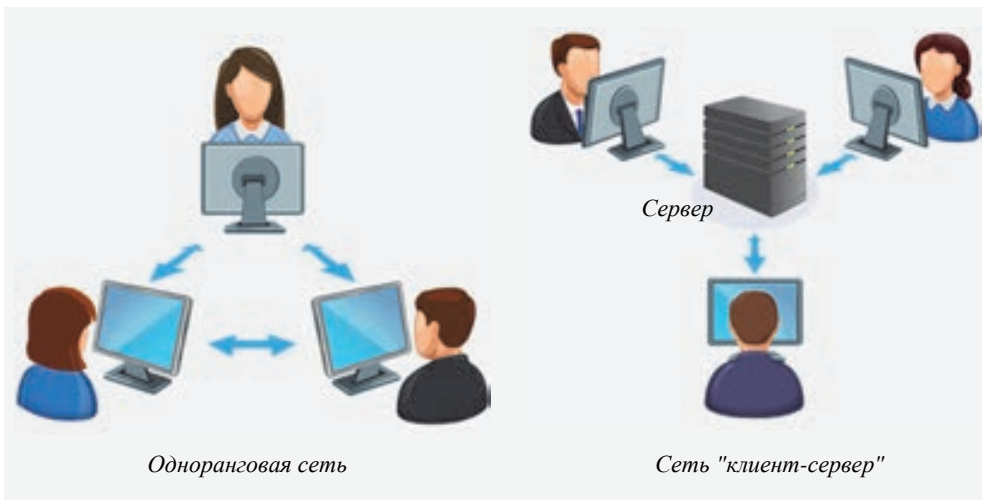 Сервер
Одноранговая сеть
Сеть "клиент-сервер"